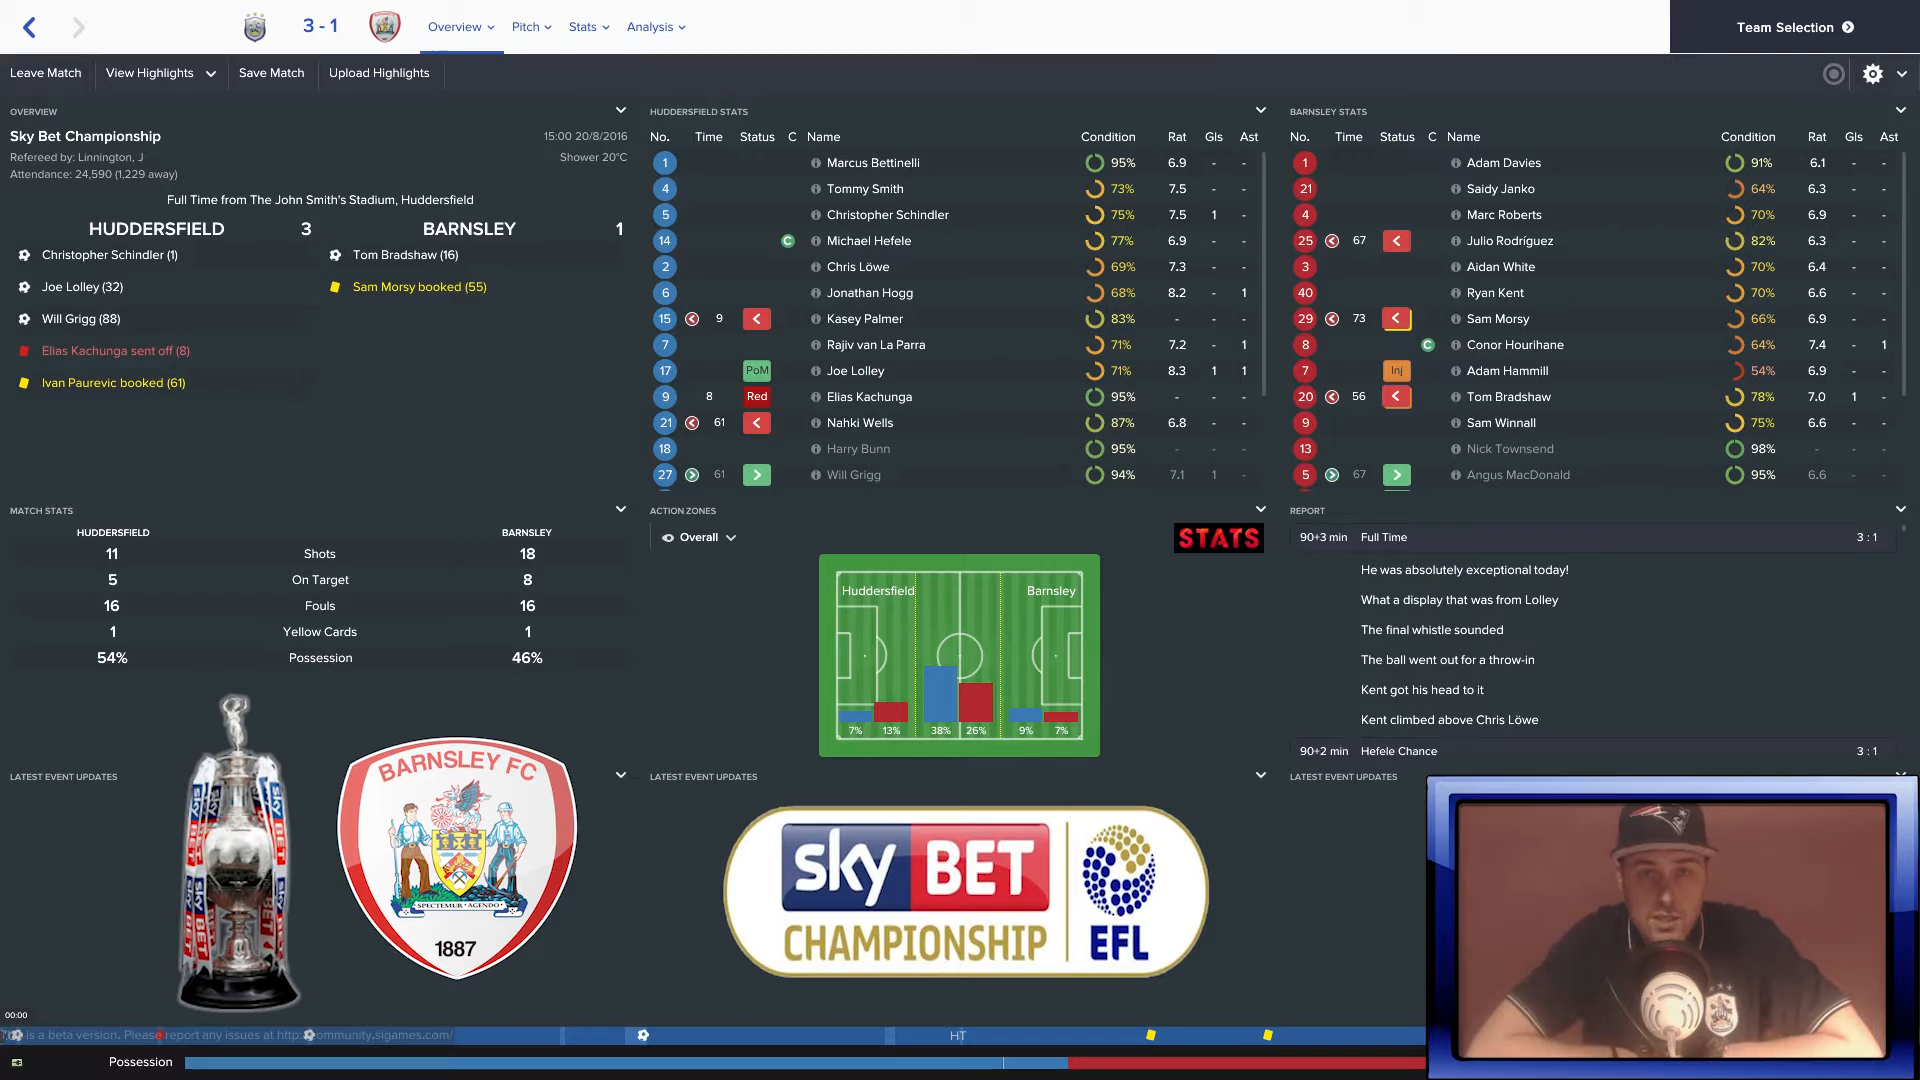 3 - 1
Overview
Pitch
Stats
Analysis
Team Selection
Leave Match
View Highlights
Save Match
Upload Highlights
OVERVIEW
Sky Bet Championship
15:00 20/8/2016
Refereed by: Linnington, J
Shower 20°C
Attendance: 24,590 (1,229 away)
Full Time from The John Smith's Stadium, Huddersfield
HUDDERSFIELD 3 BARNSLEY 1
Christopher Schindler (1)
Tom Bradshaw (16)
Joe Lolley (32)
Sam Morsy booked (55)
Will Grigg (88)
Elias Kachunga sent off (8)
Ivan Paurevic booked (61)
HUDDERSFIELD STATS
No. Time Status C Name Condition Rat Gls Ast
1 Marcus Bettinelli 95% 6.9 - -
4 Tommy Smith 73% 7.5 - -
5 Christopher Schindler 75% 7.5 1 -
14 C Michael Hefele 77% 6.9 - -
2 Chris Löwe 69% 7.3 - -
6 Jonathan Hogg 68% 8.2 - 1
15 9 Kasey Palmer 83% - - -
7 Rajiv van La Parra 71% 7.2 - 1
17 PoM Joe Lolley 71% 8.3 1 1
9 8 Red Elias Kachunga 95% - - -
21 61 Nahki Wells 87% 6.8 - -
18 Harry Bunn 95% - - -
27 61 Will Grigg 94% 7.1 1 -
BARNSLEY STATS
No. Time Status C Name Condition Rat Gls Ast
1 Adam Davies 91% 6.1 - -
21 Saidy Janko 64% 6.3 - -
4 Marc Roberts 70% 6.9 - -
25 67 Julio Rodríguez 82% 6.3 - -
3 Aidan White 70% 6.4 - -
40 Ryan Kent 70% 6.6 - -
29 73 Sam Morsy 66% 6.9 - -
8 C Conor Hourihane 64% 7.4 - 1
7 Inj Adam Hammill 54% 6.9 - -
20 56 Tom Bradshaw 78% 7.0 1 -
9 Sam Winnall 75% 6.6 - -
13 Nick Townsend 98% - - -
5 67 Angus MacDonald 95% 6.6 - -
MATCH STATS
HUDDERSFIELD BARNSLEY
11 Shots 18
5 On Target 8
16 Fouls 16
1 Yellow Cards 1
54% Possession 46%
ACTION ZONES
Overall
STATS
Huddersfield Barnsley
7% 13% 38% 26% 9% 7%
REPORT
90+3 min Full Time 3 : 1
He was absolutely exceptional today!
What a display that was from Lolley
The final whistle sounded
The ball went out for a throw-in
Kent got his head to it
Kent climbed above Chris Löwe
90+2 min Hefele Chance 3 : 1
LATEST EVENT UPDATES
sky BET
BARNSLEY FC
SPECTEMUR AGENDO
1887
LATEST EVENT UPDATES
sky BET
CHAMPIONSHIP
EFL
LATEST EVENT UPDATES
00:00
is a beta version. Please report any issues at
HT
Possession